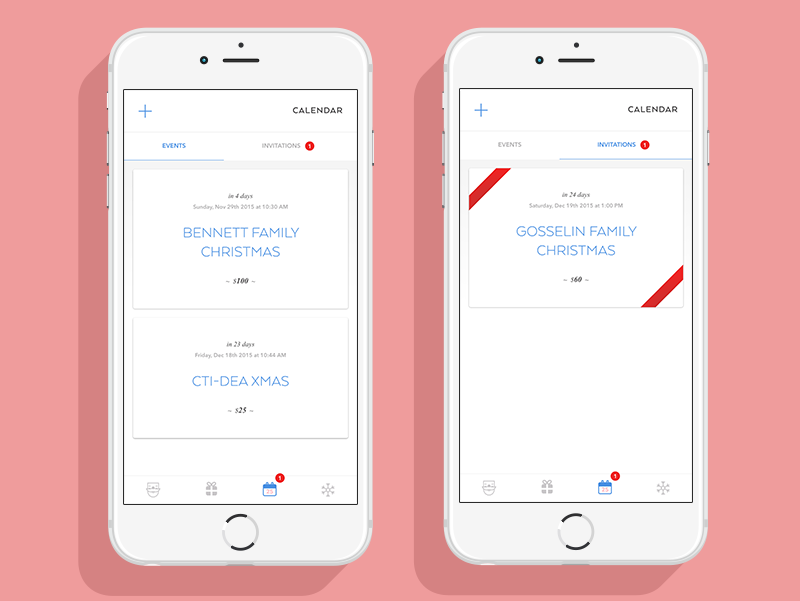 CALENDAR
EVENTS
INVITATIONS 1
in 4 days
Sunday, Nov 29th 2015 at 10:30 AM
BENNETT FAMILY
CHRISTMAS
~ $100 ~
in 23 days
Friday, Dec 18th 2015 at 10:44 AM
CTI-DEA XMAS
~ $25 ~
25
1
CALENDAR
EVENTS
INVITATIONS 1
in 24 days
Saturday, Dec 19th 2015 at 1:00 PM
GOSSELIN FAMILY
CHRISTMAS
~ $60 ~
25
1